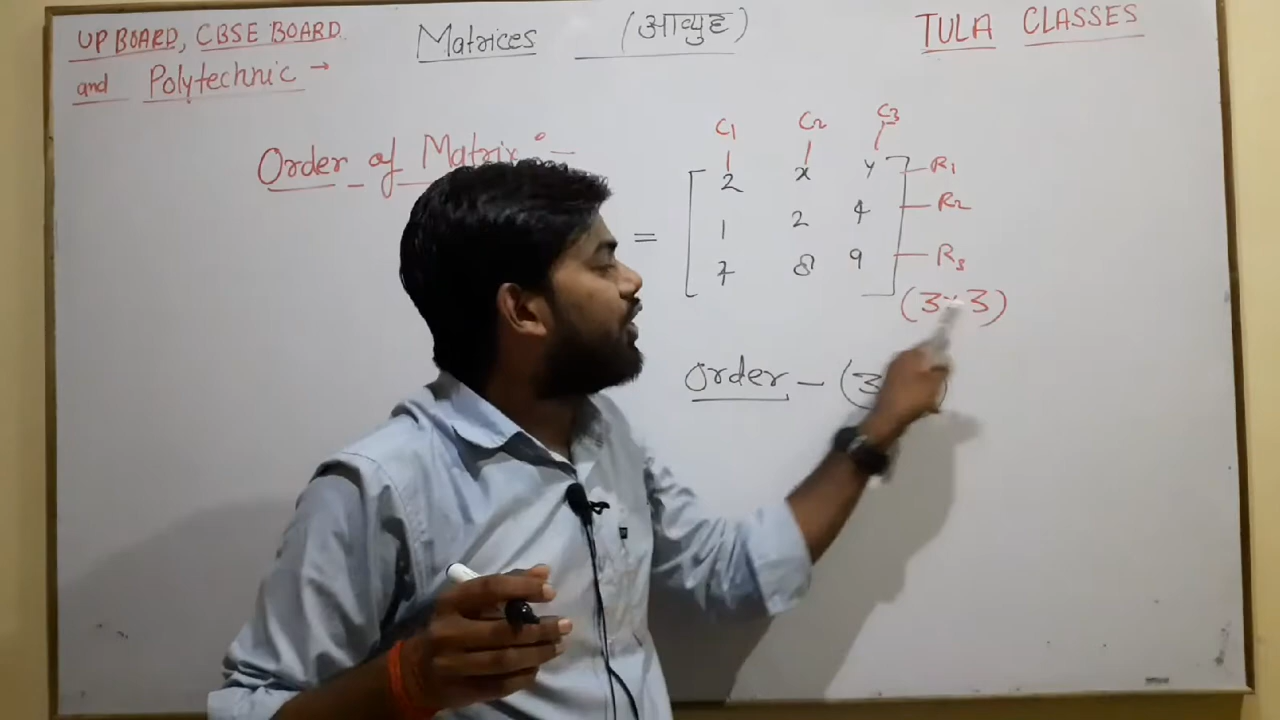 UP BOARD, CBSE BOARD
and Polytechnic →
Matrices (आव्यूह)
TULA CLASSES
Order of Matrix :-
C1 C2 C3
= [ 2 x y ] R1
1 2 4 R2
7 8 9 R3
(3×3)
Order - (3